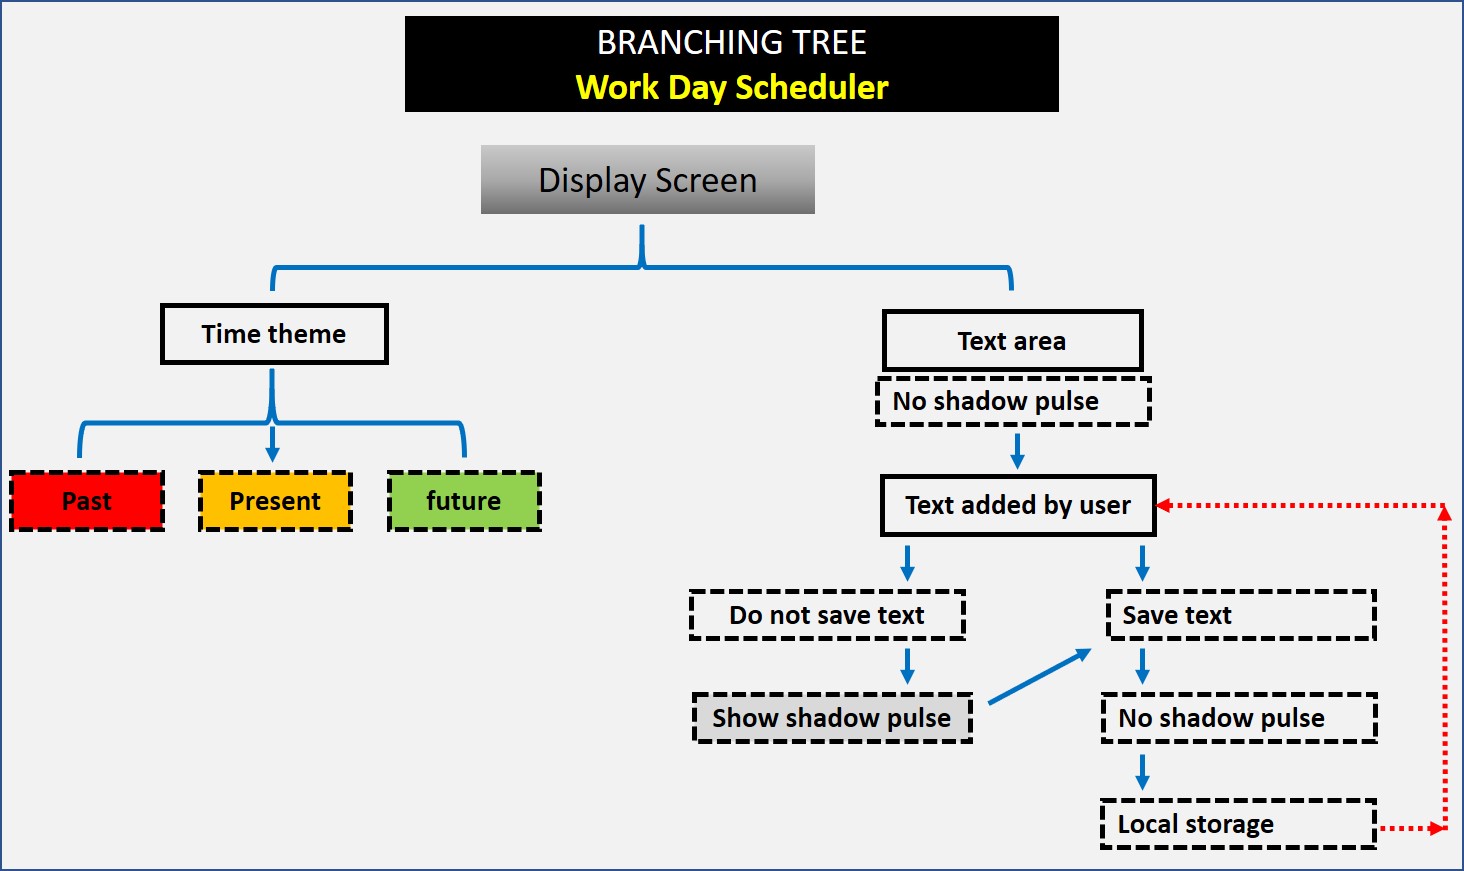 BRANCHING TREE
Work Day Scheduler
Display Screen
Time theme
Past
Present
future
Text area
No shadow pulse
Text added by user
Do not save text
Save text
Show shadow pulse
No shadow pulse
Local storage